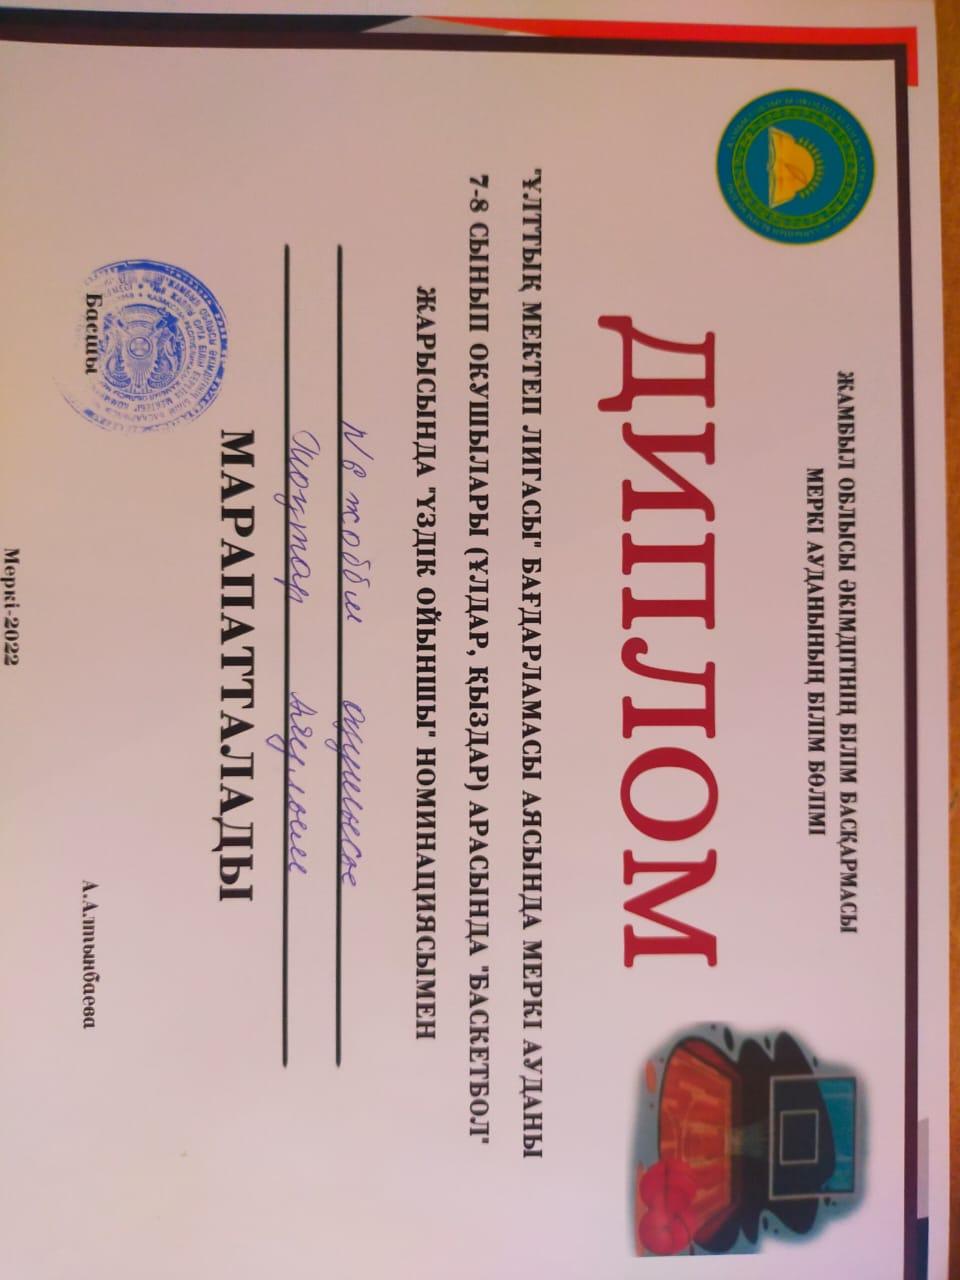 ЖАМБЫЛ ОБЛЫСЫ ӘКІМДІГІНІҢ БІЛІМ БАСҚАРМАСЫ
МЕРКІ АУДАНЫНЫҢ БІЛІМ БӨЛІМІ
ДИПЛОМ
"ҰЛТТЫҚ МЕКТЕП ЛИГАСЫ" БАҒДАРЛАМАСЫ АЯСЫНДА МЕРКІ АУДАНЫ
7-8 СЫНЫП ОҚУШЫЛАРЫ (ҰЛДАР, ҚЫЗДАР) АРАСЫНДА "БАСКЕТБОЛ"
ЖАРЫСЫНДА "ҮЗДІК ОЙЫНШЫ" НОМИНАЦИЯСЫМЕН
МАРАПАТТАЛАДЫ
Басшы А.Алтынбаева
Меркі-2022